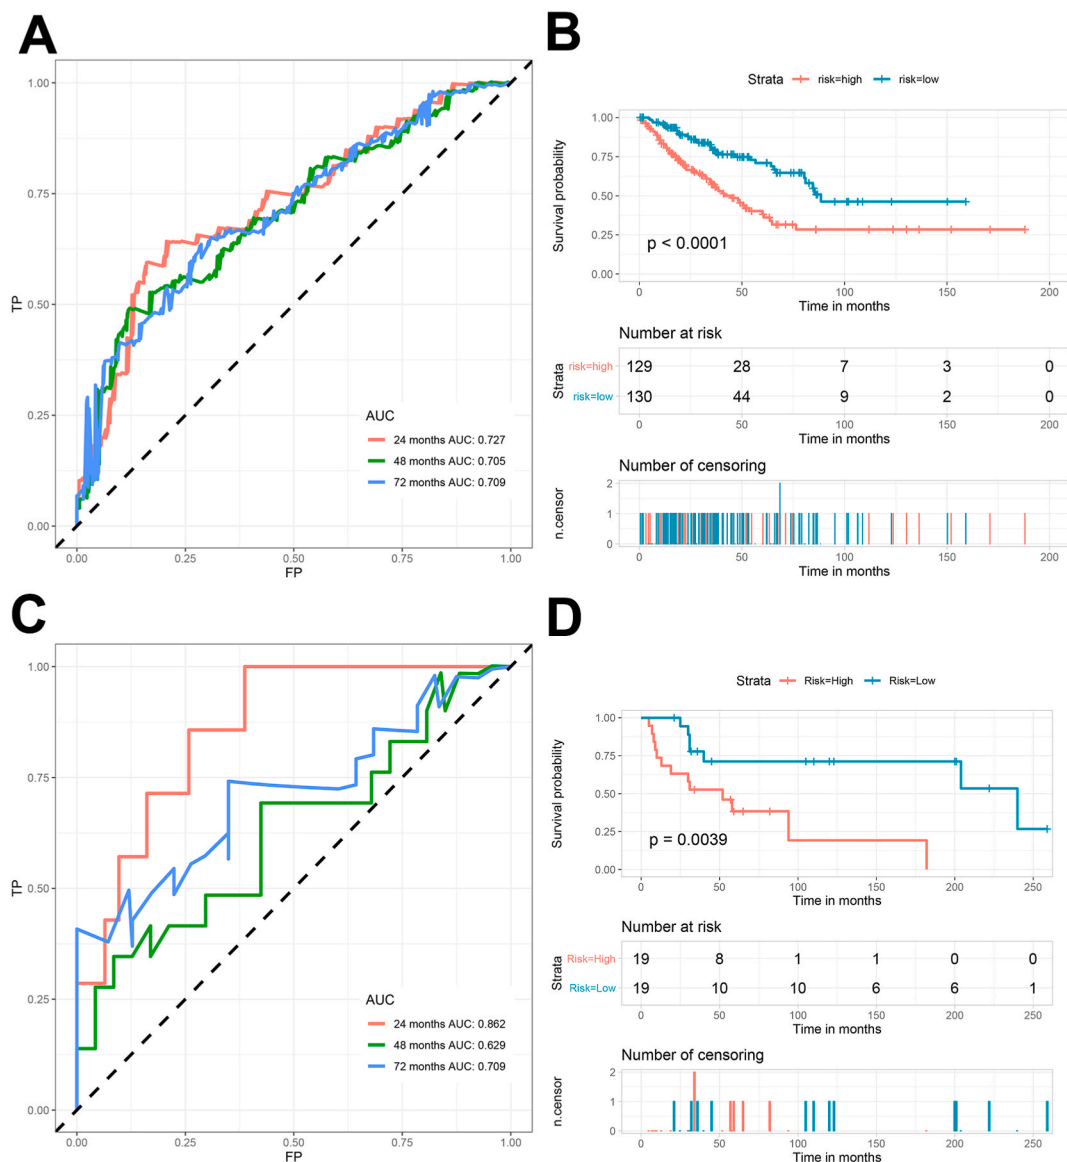 A
1.00
0.75
0.50
0.25
0.00
TP
0.00 0.25 0.50 0.75 1.00
FP
AUC
24 months AUC: 0.727
48 months AUC: 0.705
72 months AUC: 0.709
B
Strata risk=high risk=low
1.00
0.75
0.50
0.25
0.00
Survival probability
p < 0.0001
0 50 100 150 200
Time in months
Number at risk
Strata
risk=high 129 28 7 3 0
risk=low 130 44 9 2 0
0 50 100 150 200
Time in months
Number of censoring
n.censor
2
1
0
0 50 100 150 200
Time in months
C
1.00
0.75
0.50
0.25
0.00
TP
0.00 0.25 0.50 0.75 1.00
FP
AUC
24 months AUC: 0.862
48 months AUC: 0.629
72 months AUC: 0.709
D
Strata Risk=High Risk=Low
1.00
0.75
0.50
0.25
0.00
Survival probability
p = 0.0039
0 50 100 150 200 250
Time in months
Number at risk
Strata
Risk=High 19 8 1 1 0 0
Risk=Low 19 10 10 6 6 1
0 50 100 150 200 250
Time in months
Number of censoring
n.censor
2
1
0
0 50 100 150 200 250
Time in months